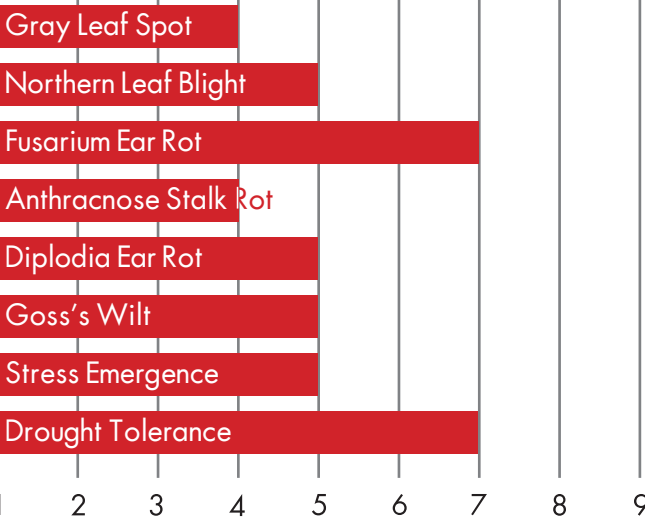 Gray Leaf Spot
Northern Leaf Blight
Fusarium Ear Rot
Anthracnose Stalk Rot
Diplodia Ear Rot
Goss’s Wilt
Stress Emergence
Drought Tolerance
2 3 4 5 6 7 8 9